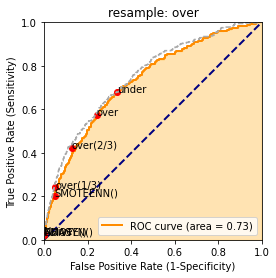 resample: over
True Positive Rate (Sensitivity)
1.0
0.8
0.6
0.4
0.2
0.0
under
over
over(2/3)
over(1/3)
SMOTEENN()
ROC curve (area = 0.73)
0.0 0.2 0.4 0.6 0.8 1.0
False Positive Rate (1-Specificity)